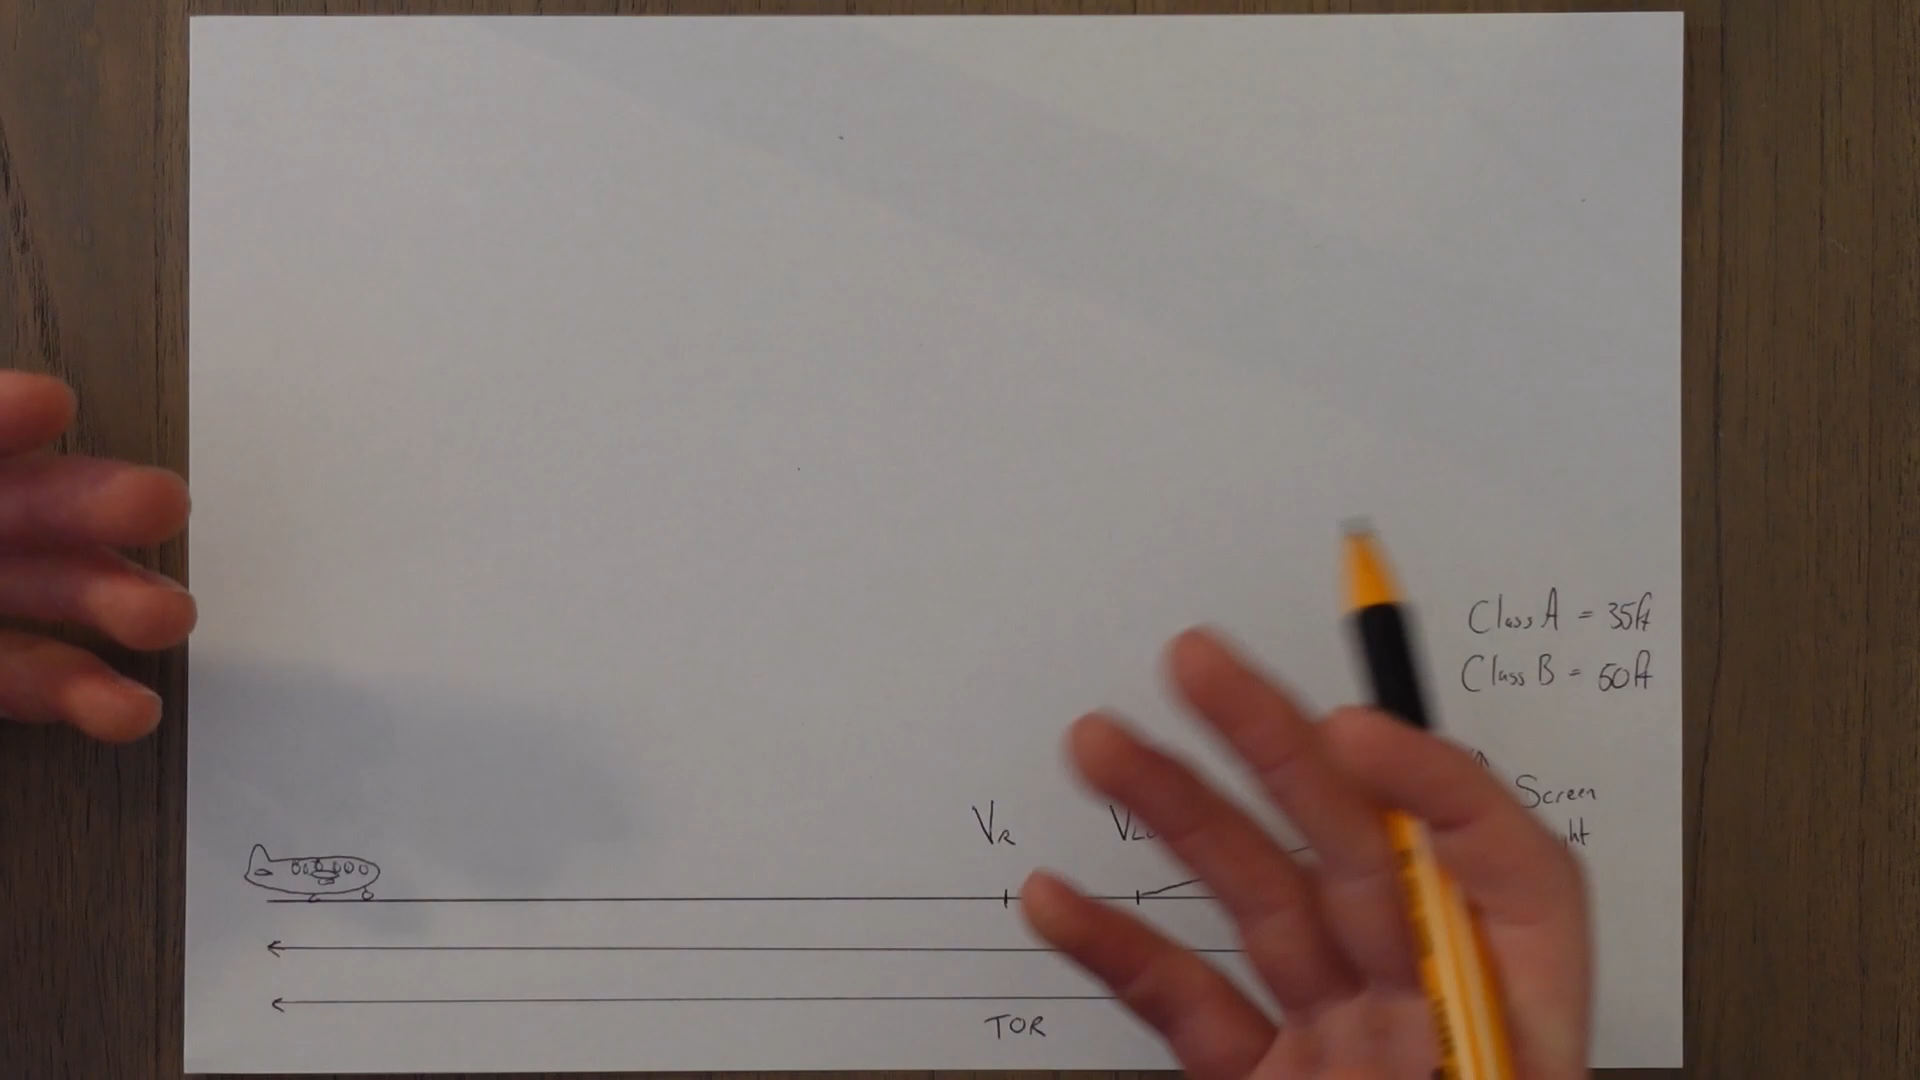 Class A = 35ft
Class B = 50ft
Screen
VR
TOR